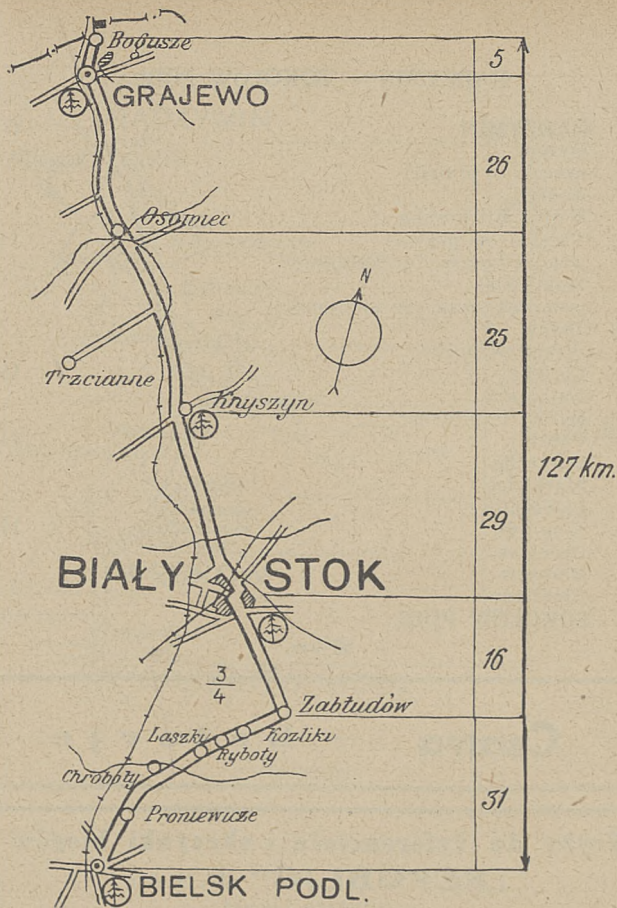 Bogusze
5
GRAJEWO
26
Osowiec
N
25
Trzcianne
Knyszyn
127 km.
29
BIAŁY STOK
16
3
4
Zabłudów
Laszki
Kozliki
Ryboty
Chroboty
31
Proniewicze
BIELSK PODL.